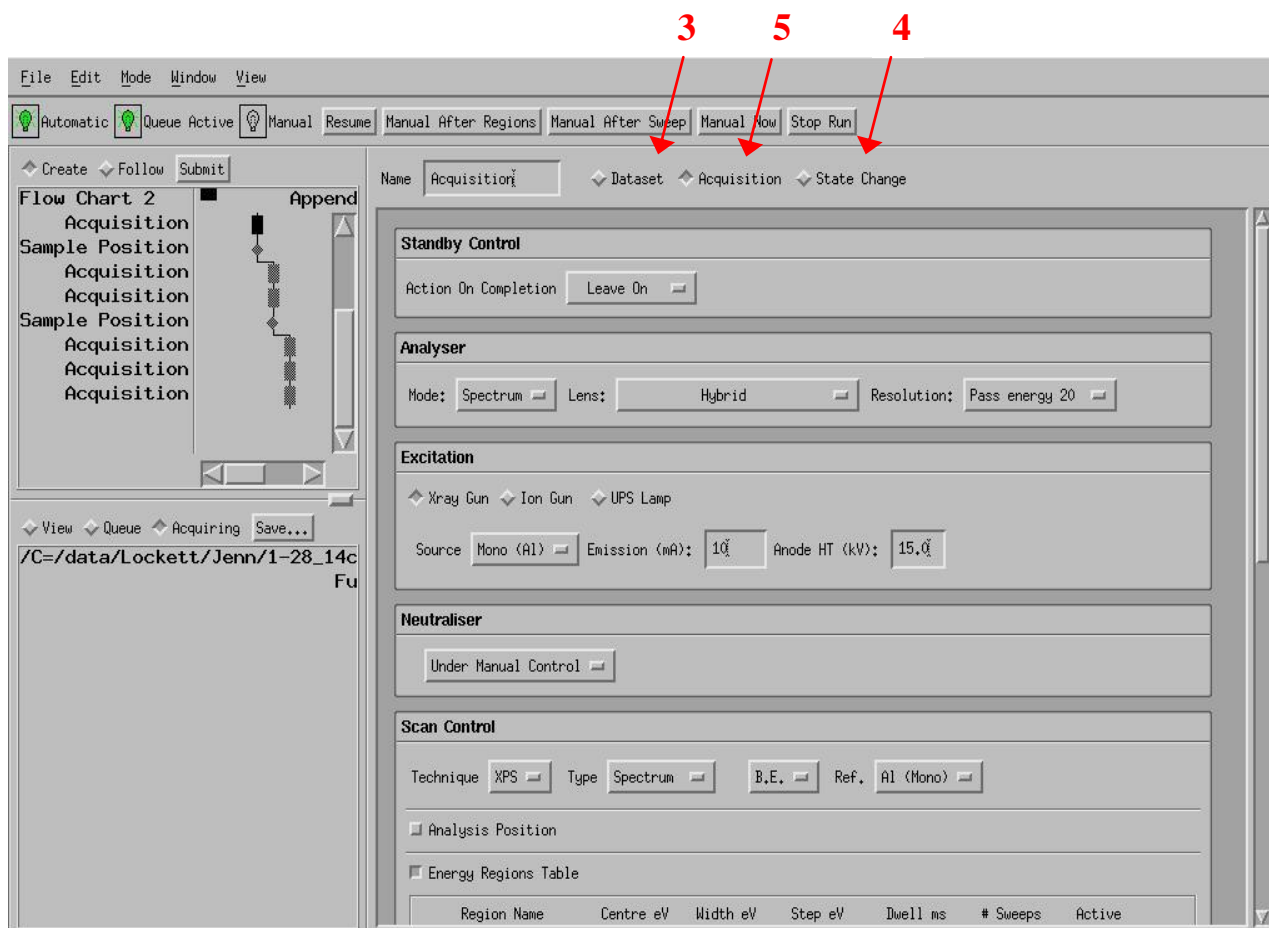 3 5 4
File Edit Mode Window View
Automatic Queue Active Manual Resume Manual After Regions Manual After Sweep Manual Now Stop Run
Create Follow Submit
Flow Chart 2 Append
Acquisition
Sample Position
Acquisition
Acquisition
Sample Position
Acquisition
Acquisition
Acquisition
View Queue Acquiring Save...
/C=/data/Lockett/Jenn/1-28_14c
Fu
Name Acquisition Dataset Acquisition State Change
Standby Control
Action On Completion Leave On
Analyser
Mode: Spectrum Lens: Hybrid Resolution: Pass energy 20
Excitation
Xray Gun Ion Gun UPS Lamp
Source Mono (Al) Emission (mA): 10 Anode HT (kV): 15.0
Neutraliser
Under Manual Control
Scan Control
Technique XPS Type Spectrum B.E. Ref. Al (Mono)
Analysis Position
Energy Regions Table
Region Name Centre eV Width eV Step eV Dwell ms # Sweeps Active